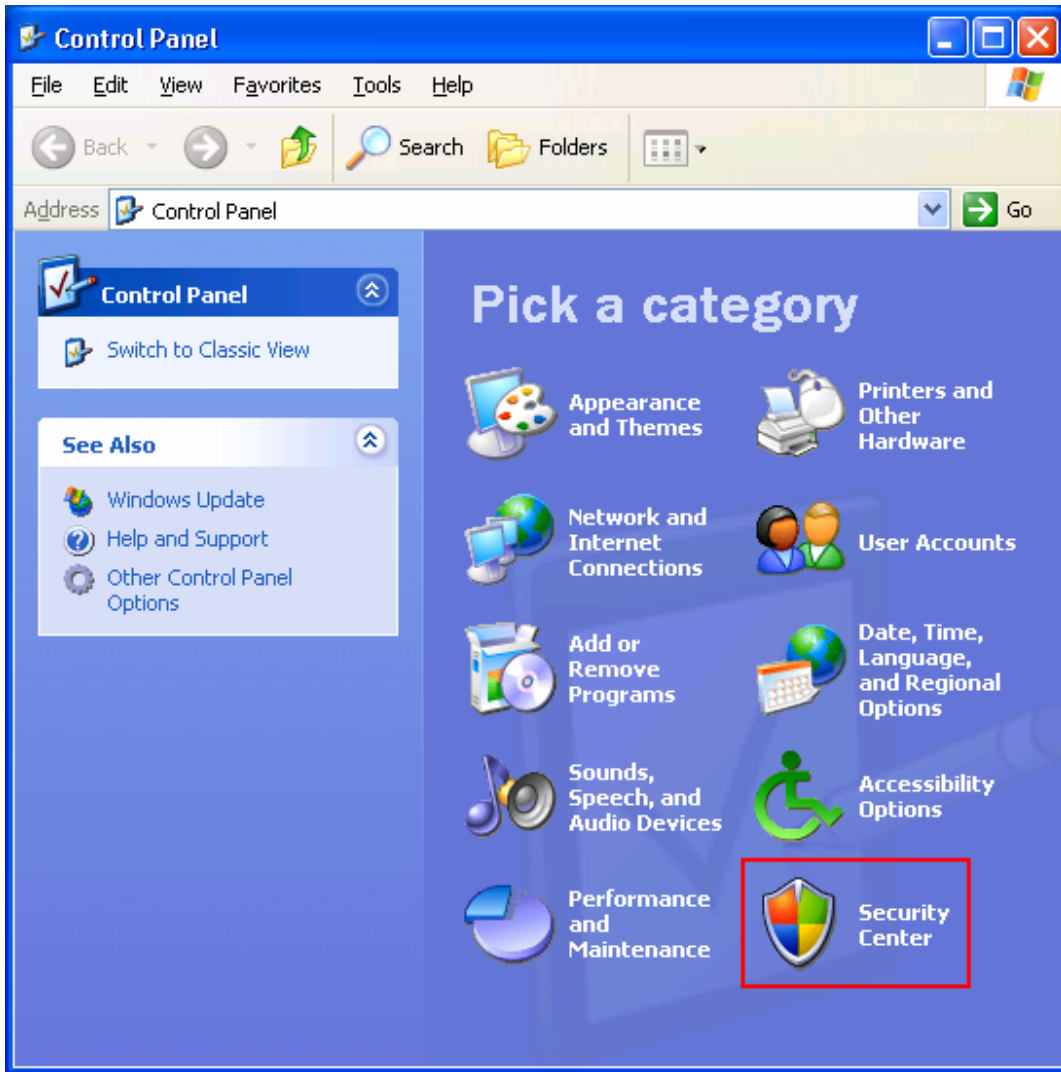 Control Panel
File Edit View Favorites Tools Help
Back Search Folders
Address Control Panel Go
Control Panel
Switch to Classic View
See Also
Windows Update
Help and Support
Other Control Panel
Options
Pick a category
Appearance
and Themes
Printers and
Other
Hardware
Network and
Internet
Connections
User Accounts
Add or
Remove
Programs
Date, Time,
Language,
and Regional
Options
Sounds,
Speech, and
Audio Devices
Accessibility
Options
Performance
and
Maintenance
Security
Center